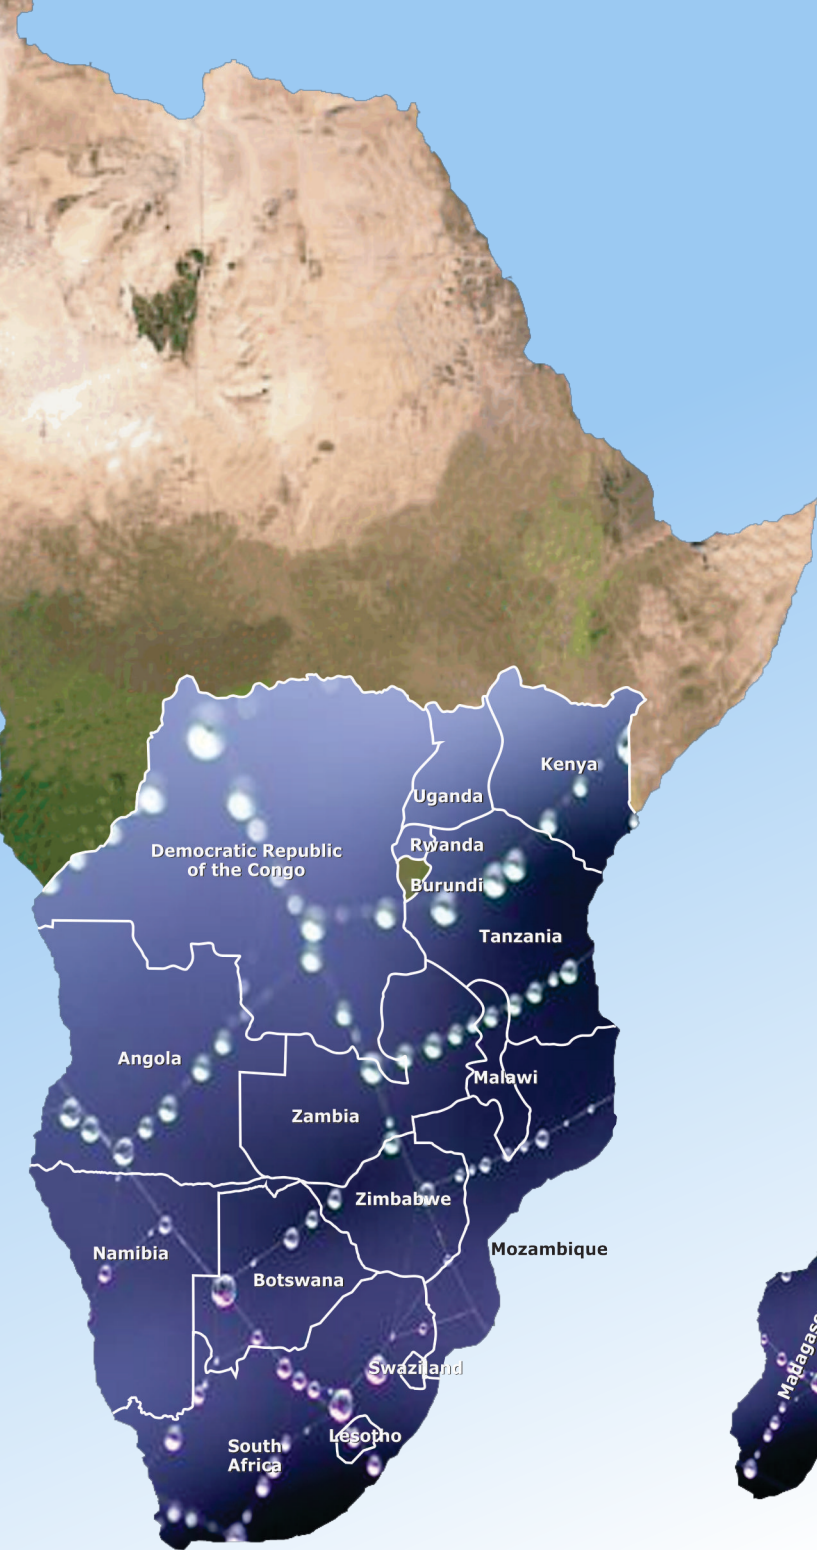 Kenya
Uganda
Rwanda
Democratic Republic
of the Congo
Burundi
Tanzania
Angola
Malawi
Zambia
Zimbabwe
Mozambique
Namibia
Botswana
Swaziland
Lesotho
South
Africa
Madagas